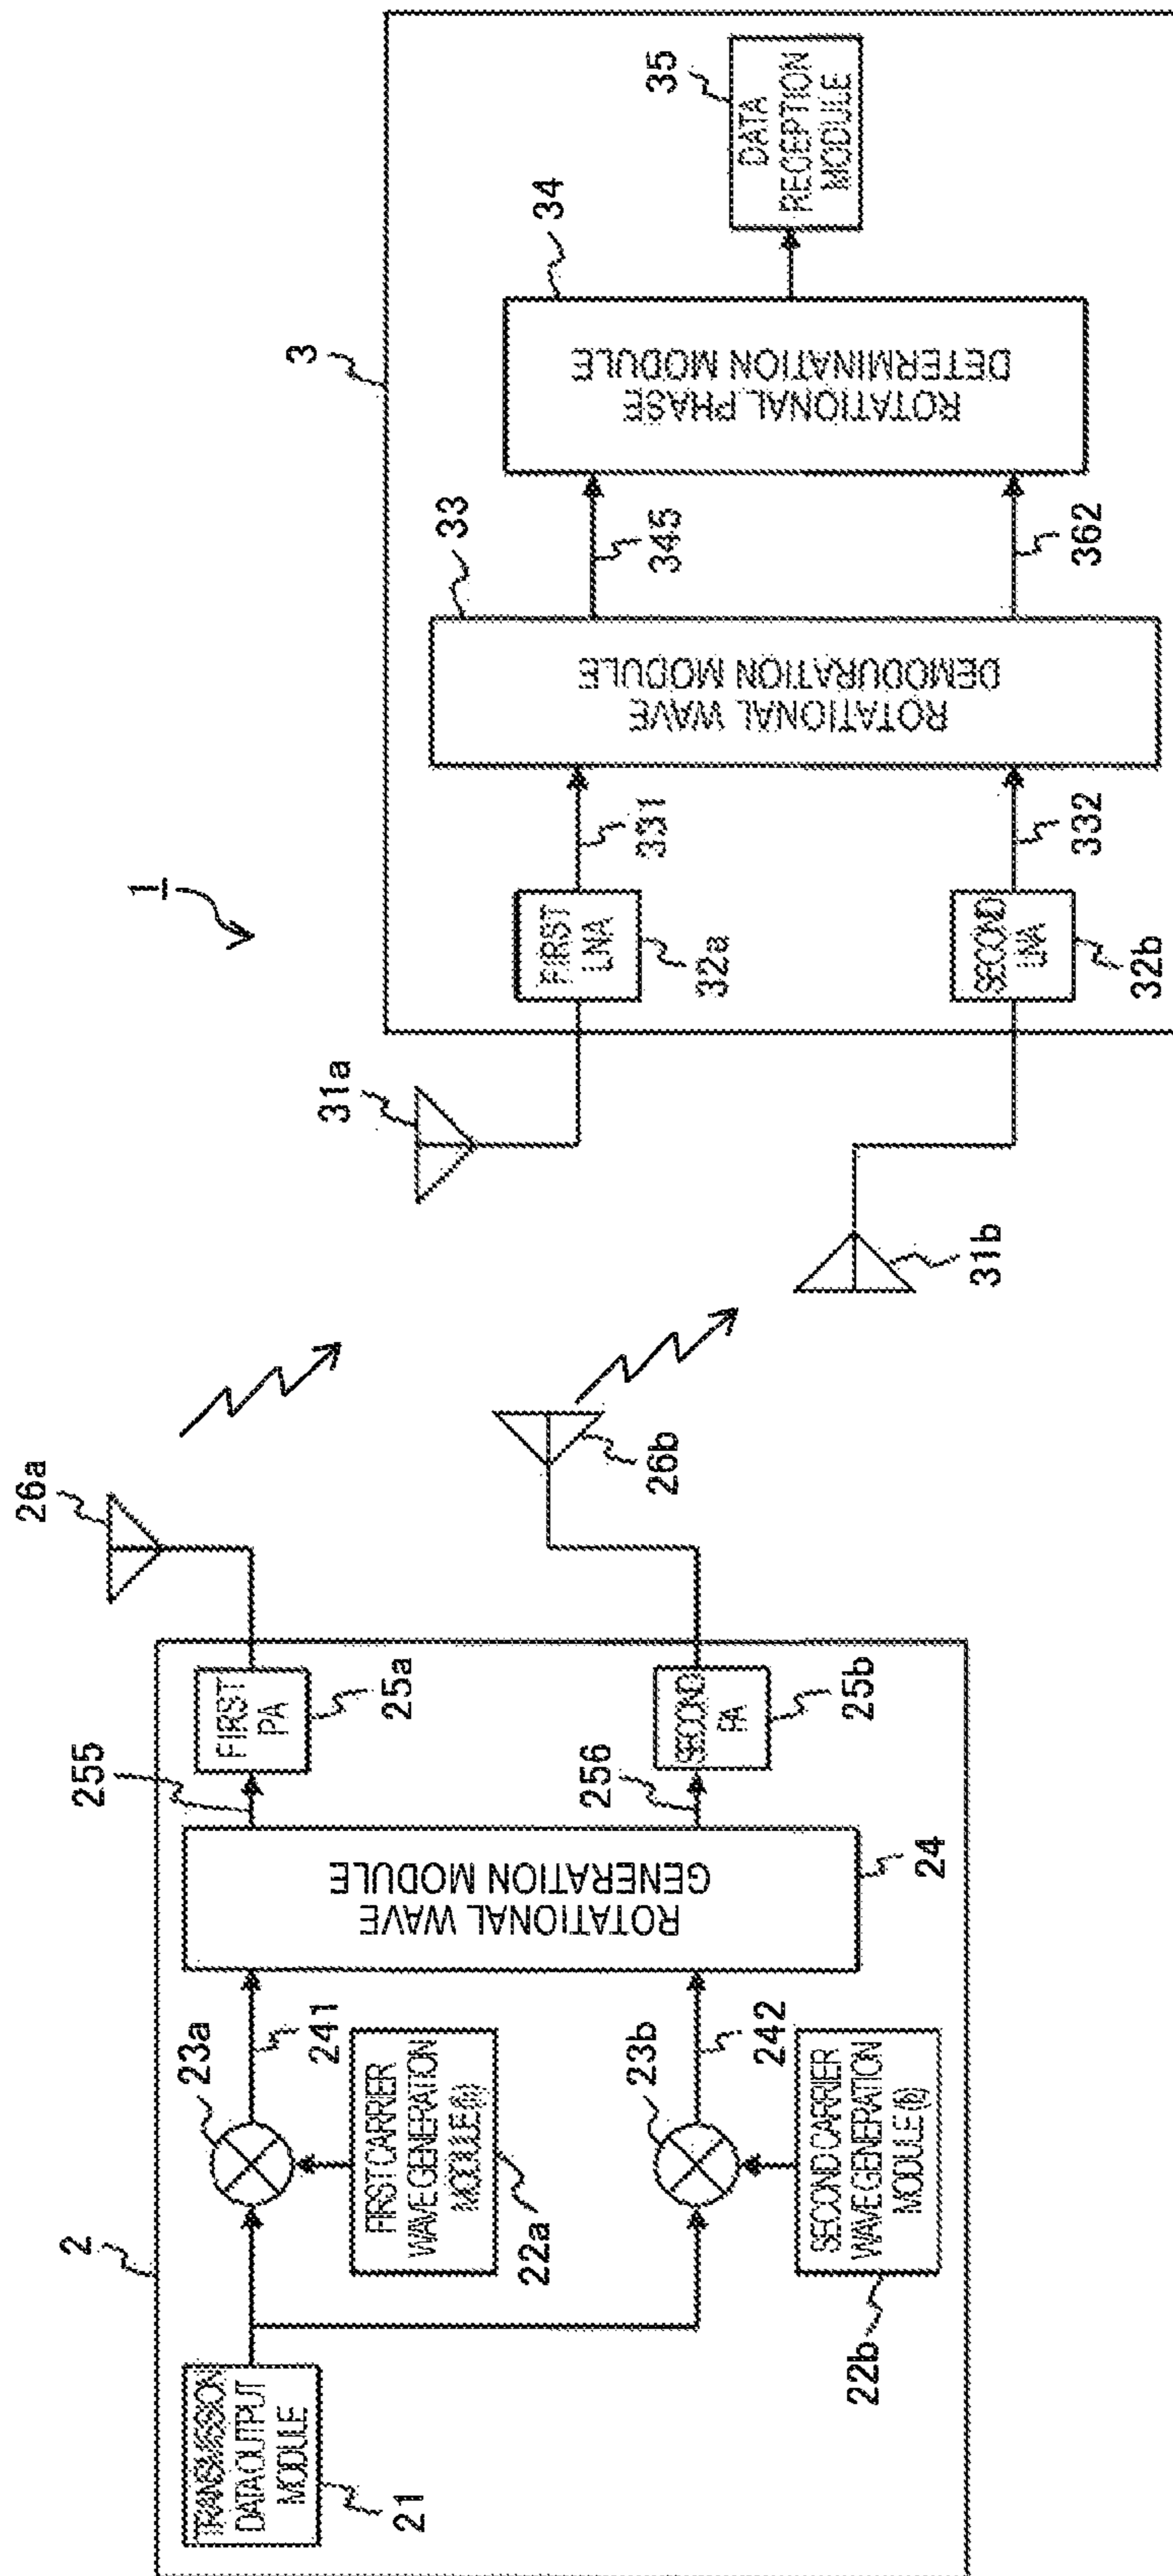 1
2
TRANSMISSION
DATA OUTPUT
MODULE
21
23a
241
FIRST CARRIER
WAVE GENERATION
22a
23b
242
SECOND CARRIER
WAVE GENERATION
22b
ROTATIONAL WAVE
GENERATION MODULE
24
255
FIRST
PA
25a
256
SECOND
PA
25b
26a
26b
3
31a
31b
FIRST
LNA
32a
331
SECOND
LNA
32b
332
ROTATIONAL WAVE
DEMODURATION MODULE
33
345
362
ROTATIONAL PHASE
DETERMINATION MODULE
34
DATA
RECEPTION
MODULE
35